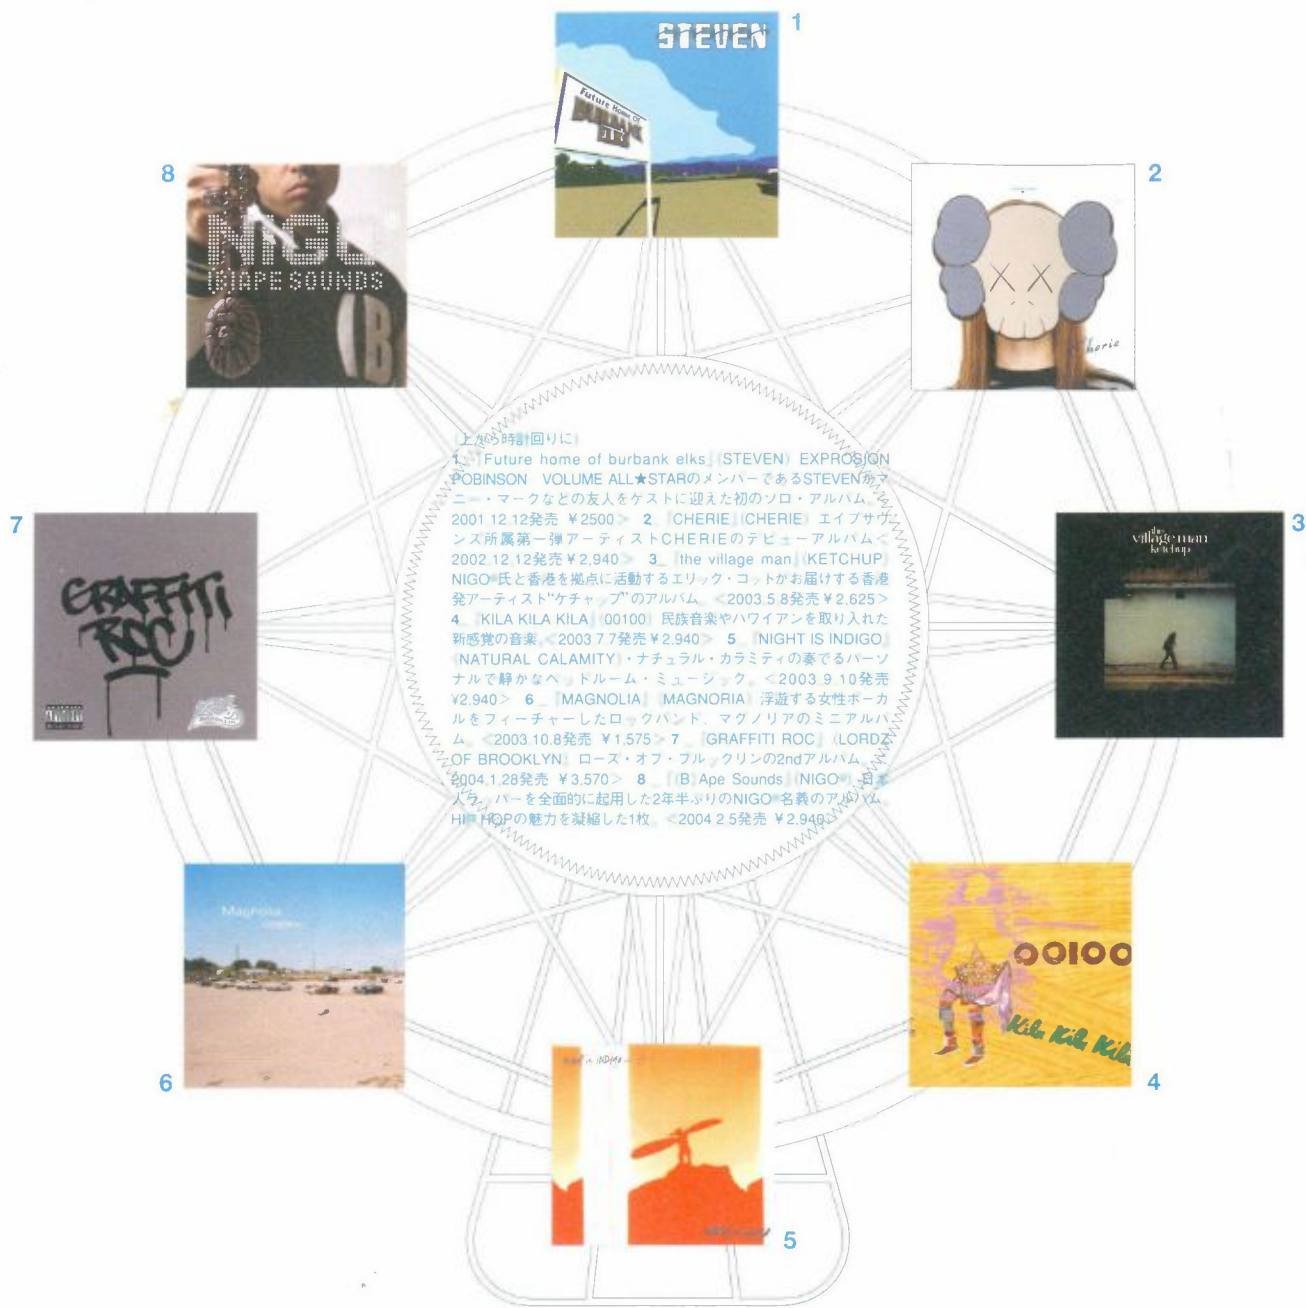 1
STEVEN
Future Home Of
BURBANK
ELKS
8
NIGO
(B)APE SOUNDS
B
2
Cherie
7
GRAFFITI
ROC
3
the
village man
ketchup
(上から時計回りに)
1_『Future home of burbank elks』(STEVEN) EXPROSION
POBINSON VOLUME ALL★STARのメンバーであるSTEVENがマ
ニー・マークなどの友人をゲストに迎えた初のソロ・アルバム。<
2001.12.12発売 ¥2500> 2_『CHERIE』(CHERIE) エイプサウ
ンズ所属第一弾アーティストCHERIEのデビューアルバム<
2002.12.12発売 ¥2,940> 3_『the village man』(KETCHUP)
NIGO®氏と香港を拠点に活動するエリック・コットがお届けする香港
発アーティスト“ケチャップ”のアルバム。<2003.5.8発売 ¥2.625>
4_『KILA KILA KILA』(00100) 民族音楽やハワイアンを取り入れた
新感覚の音楽。<2003.7.7発売 ¥2.940> 5_『NIGHT IS INDIGO』
(NATURAL CALAMITY)・ナチュラル・カラミティの奏でるパーソ
ナルで静かなベッドルーム・ミュージック。<2003.9.10発売
¥2.940> 6_『MAGNOLIA』(MAGNORIA) 浮遊する女性ボーカ
ルをフィーチャーしたロックバンド、マグノリアのミニアルバ
ム。<2003.10.8発売 ¥1.575> 7_『GRAFFITI ROC』(LORDZ
OF BROOKLYN) ローズ・オブ・ブルックリンの2ndアルバム。<
2004.1.28発売 ¥3.570> 8_『(B)Ape Sounds』(NIGO®) 日本
人ラッパーを全面的に起用した2年半ぶりのNIGO®名義のアルバム。
HIP HOPの魅力を凝縮した1枚。<2004.2.5発売 ¥2,940>
6
Magnolia
4
OOIOO
Kila Kila Kila
5
NIGHT is INDIGO